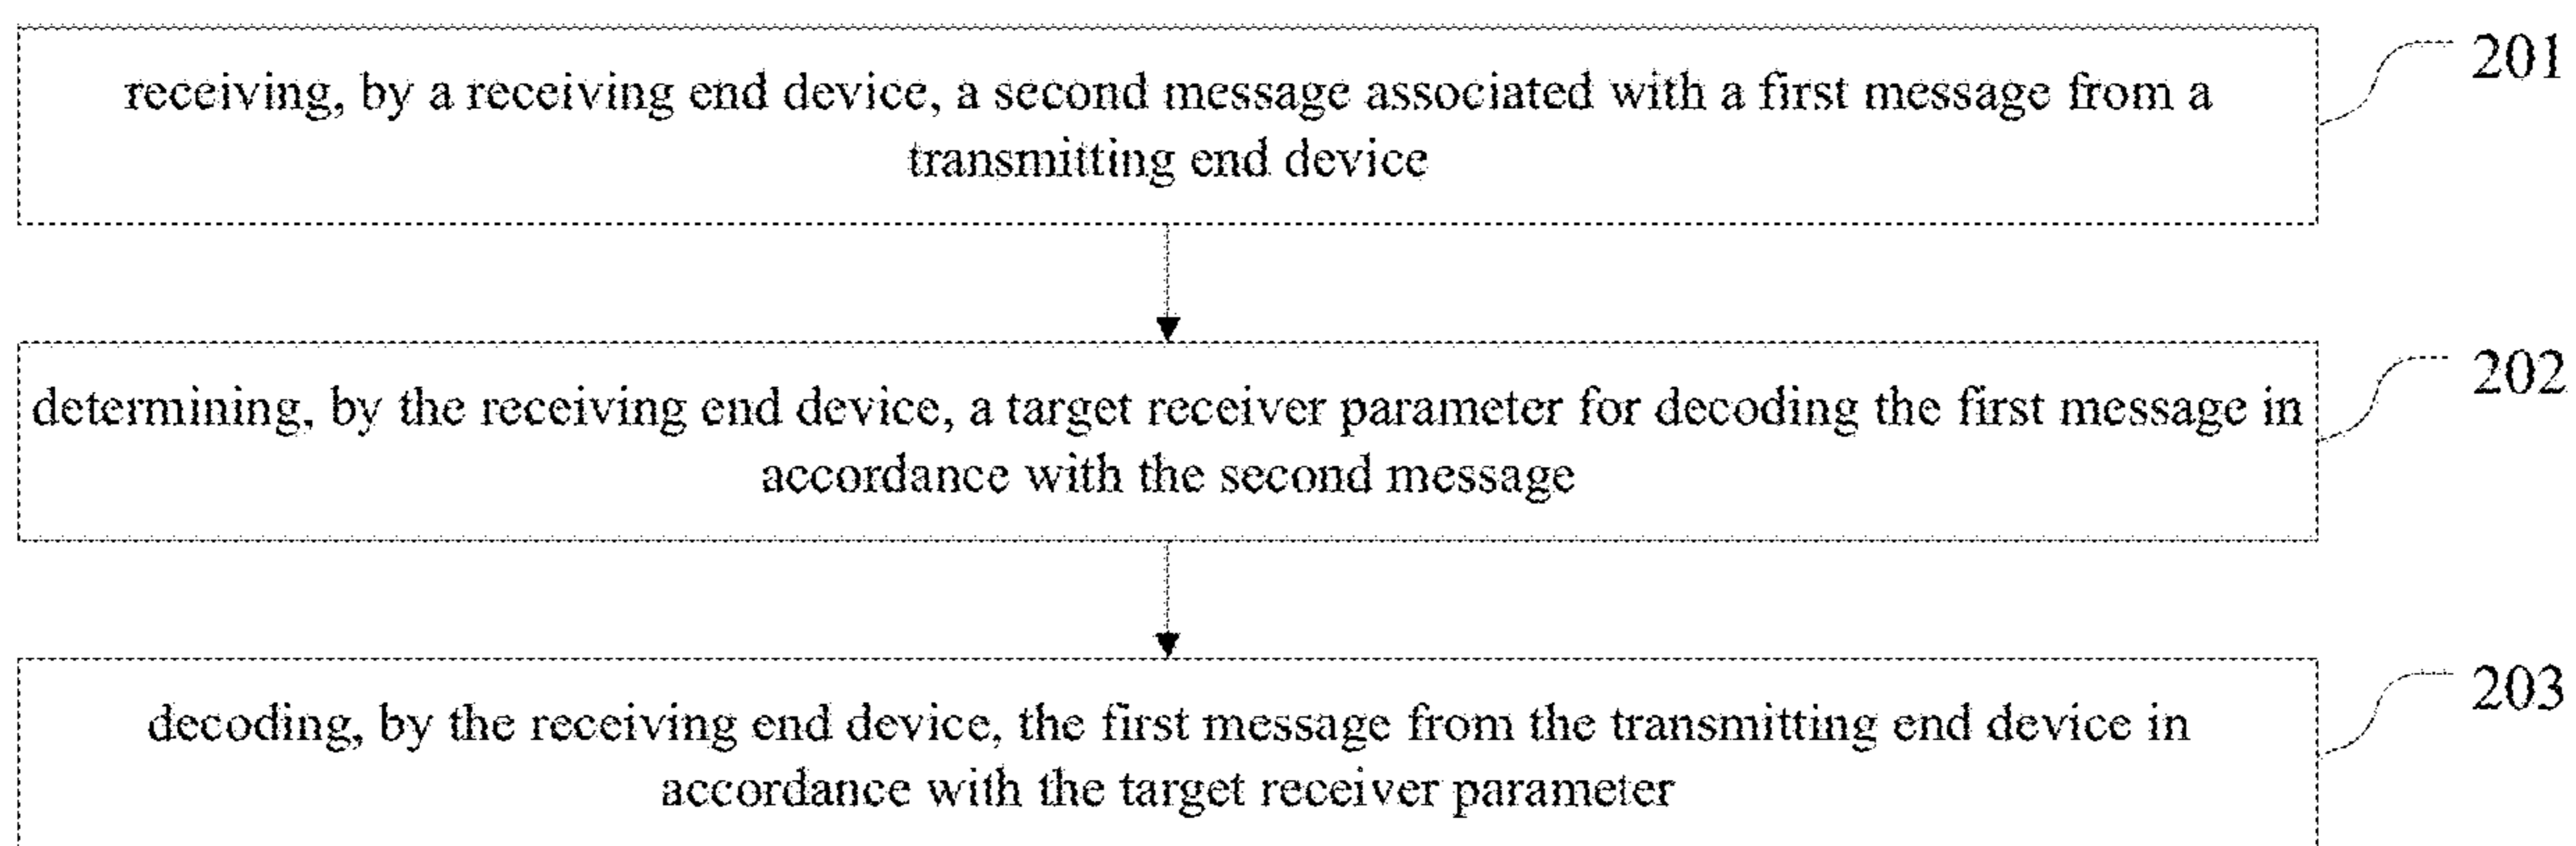 receiving, by a receiving end device, a second message associated with a first message from a
transmitting end device
201
determining, by the receiving end device, a target receiver parameter for decoding the first message in
accordance with the second message
202
decoding, by the receiving end device, the first message from the transmitting end device in
accordance with the target receiver parameter
203